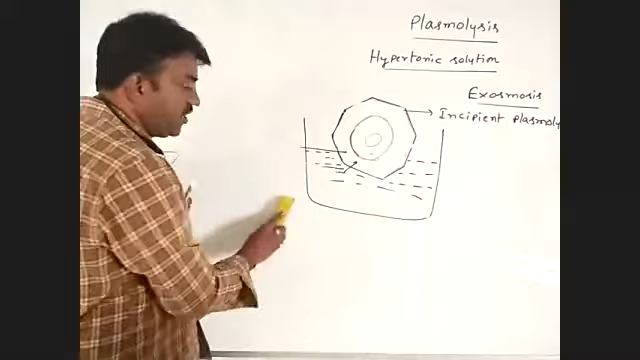 Plasmolysis
Hypertonic solution
Exosmosis
Incipient plasmoly